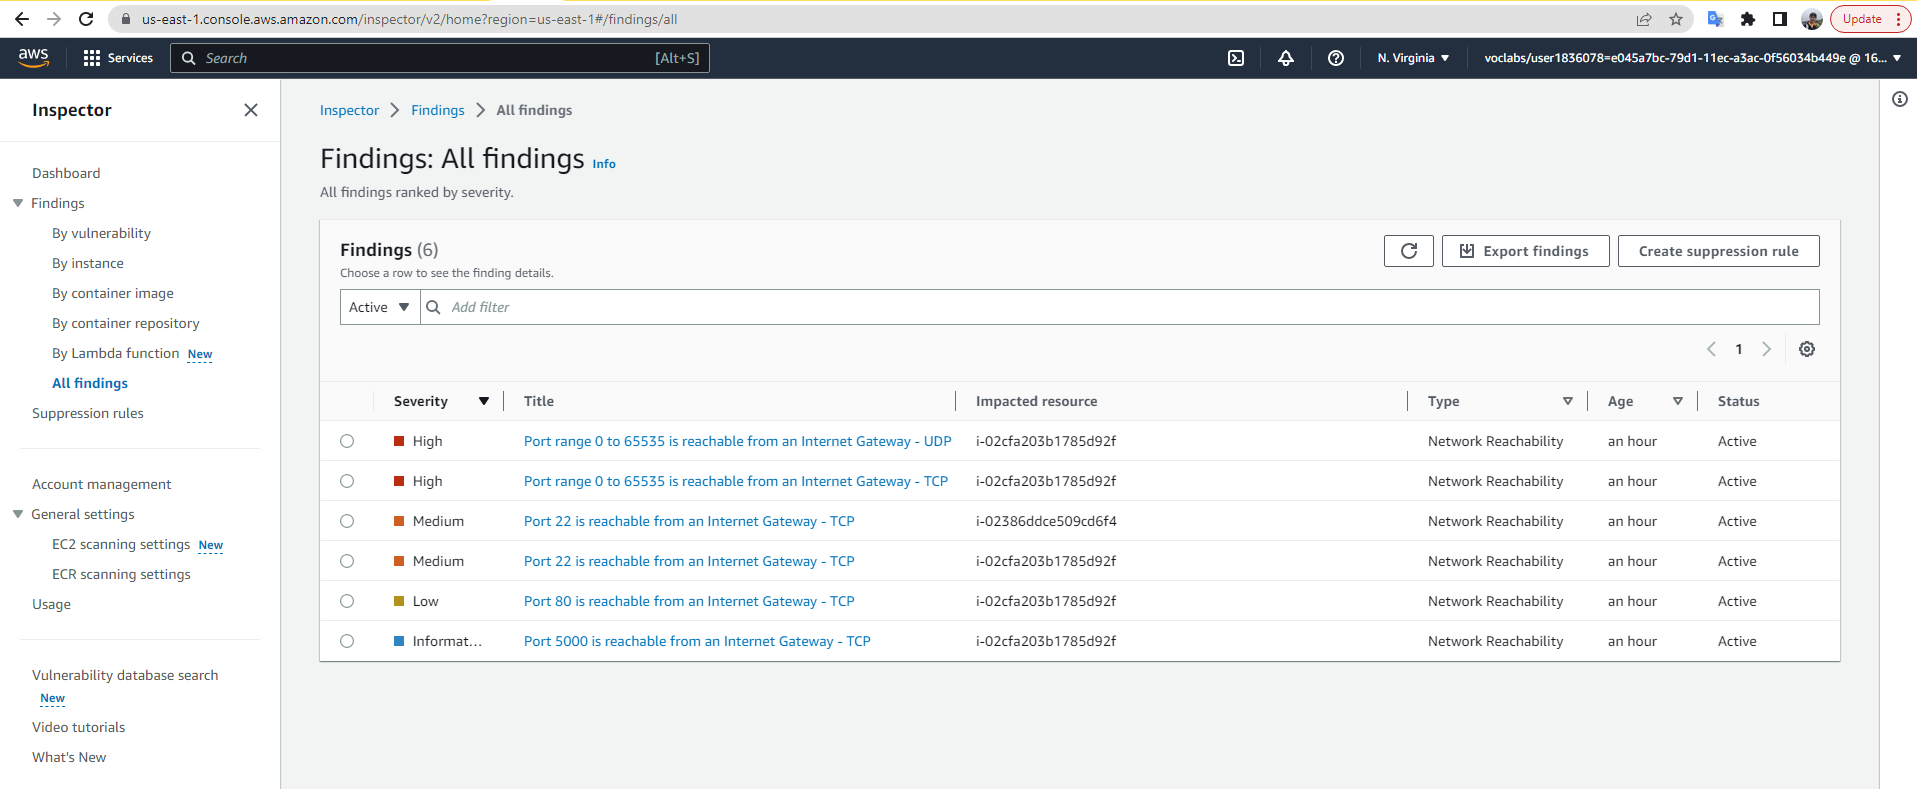 us-east-1.console.aws.amazon.com/inspector/v2/home?region=us-east-1#/findings/all
Update
aws
Services
Search
[Alt+S]
N. Virginia
voclabs/user1836078=e045a7bc-79d1-11ec-a3ac-0f56034b449e @ 16...
Inspector
Dashboard
Findings
By vulnerability
By instance
By container image
By container repository
By Lambda function New
All findings
Suppression rules
Account management
General settings
EC2 scanning settings New
ECR scanning settings
Usage
Vulnerability database search
New
Video tutorials
What's New
Inspector > Findings > All findings
Findings: All findings Info
All findings ranked by severity.
Findings (6)
Choose a row to see the finding details.
Export findings
Create suppression rule
Active
Add filter
1
Severity Title Impacted resource Type Age Status
High Port range 0 to 65535 is reachable from an Internet Gateway - UDP i-02cfa203b1785d92f Network Reachability an hour Active
High Port range 0 to 65535 is reachable from an Internet Gateway - TCP i-02cfa203b1785d92f Network Reachability an hour Active
Medium Port 22 is reachable from an Internet Gateway - TCP i-02386ddce509cd6f4 Network Reachability an hour Active
Medium Port 22 is reachable from an Internet Gateway - TCP i-02cfa203b1785d92f Network Reachability an hour Active
Low Port 80 is reachable from an Internet Gateway - TCP i-02cfa203b1785d92f Network Reachability an hour Active
Informat... Port 5000 is reachable from an Internet Gateway - TCP i-02cfa203b1785d92f Network Reachability an hour Active